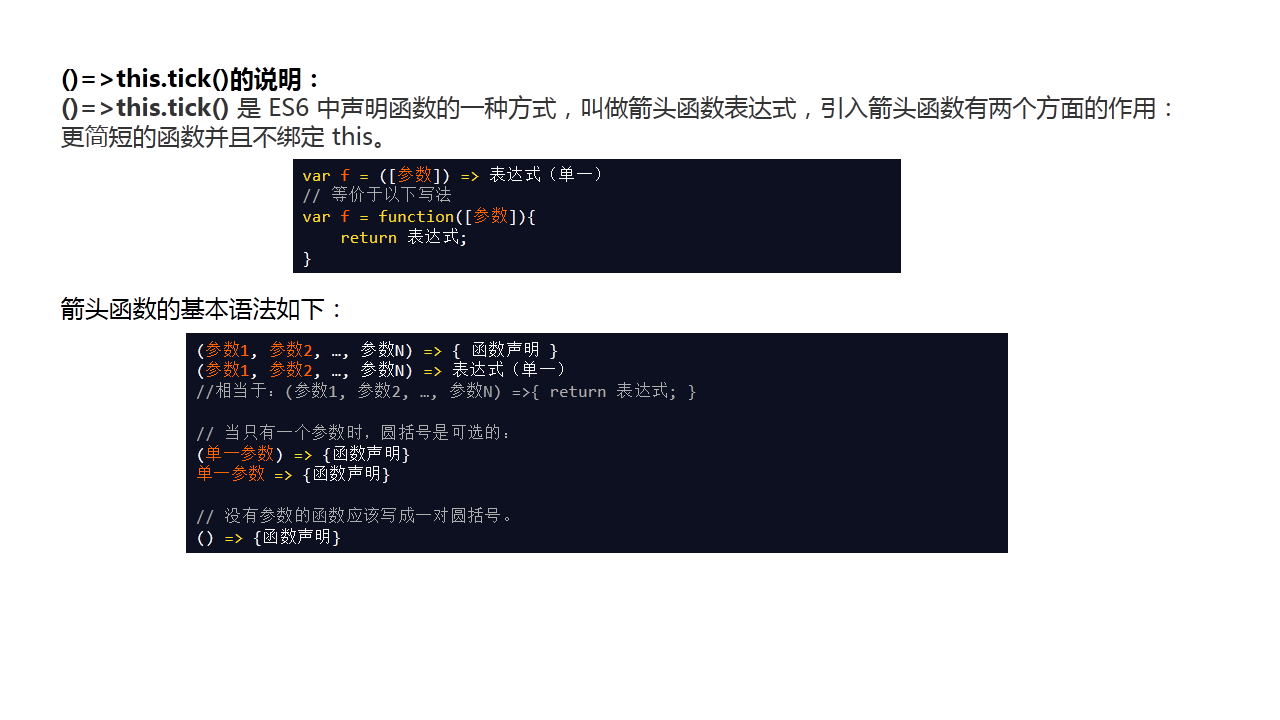 ()=>this.tick()的说明：
()=>this.tick() 是 ES6 中声明函数的一种方式，叫做箭头函数表达式，引入箭头函数有两个方面的作用：
更简短的函数并且不绑定 this。
var f = ([参数]) => 表达式（单一）
// 等价于以下写法
var f = function([参数]){
    return 表达式;
}
箭头函数的基本语法如下：
(参数1, 参数2, …, 参数N) => { 函数声明 }
(参数1, 参数2, …, 参数N) => 表达式（单一）
//相当于：(参数1, 参数2, …, 参数N) =>{ return 表达式; }
// 当只有一个参数时，圆括号是可选的：
(单一参数) => {函数声明}
单一参数 => {函数声明}
// 没有参数的函数应该写成一对圆括号。
() => {函数声明}